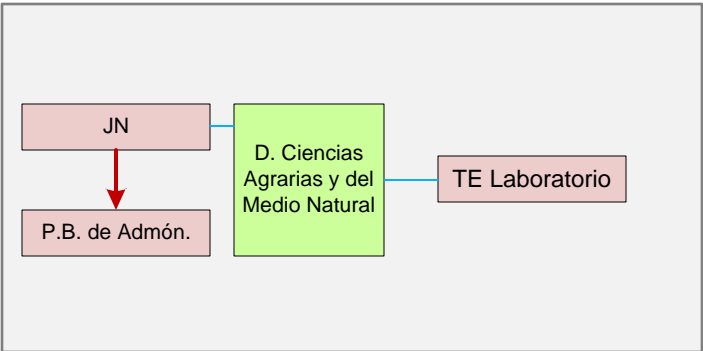 JN
P.B. de Admón.
D. Ciencias
Agrarias y del
Medio Natural
TE Laboratorio